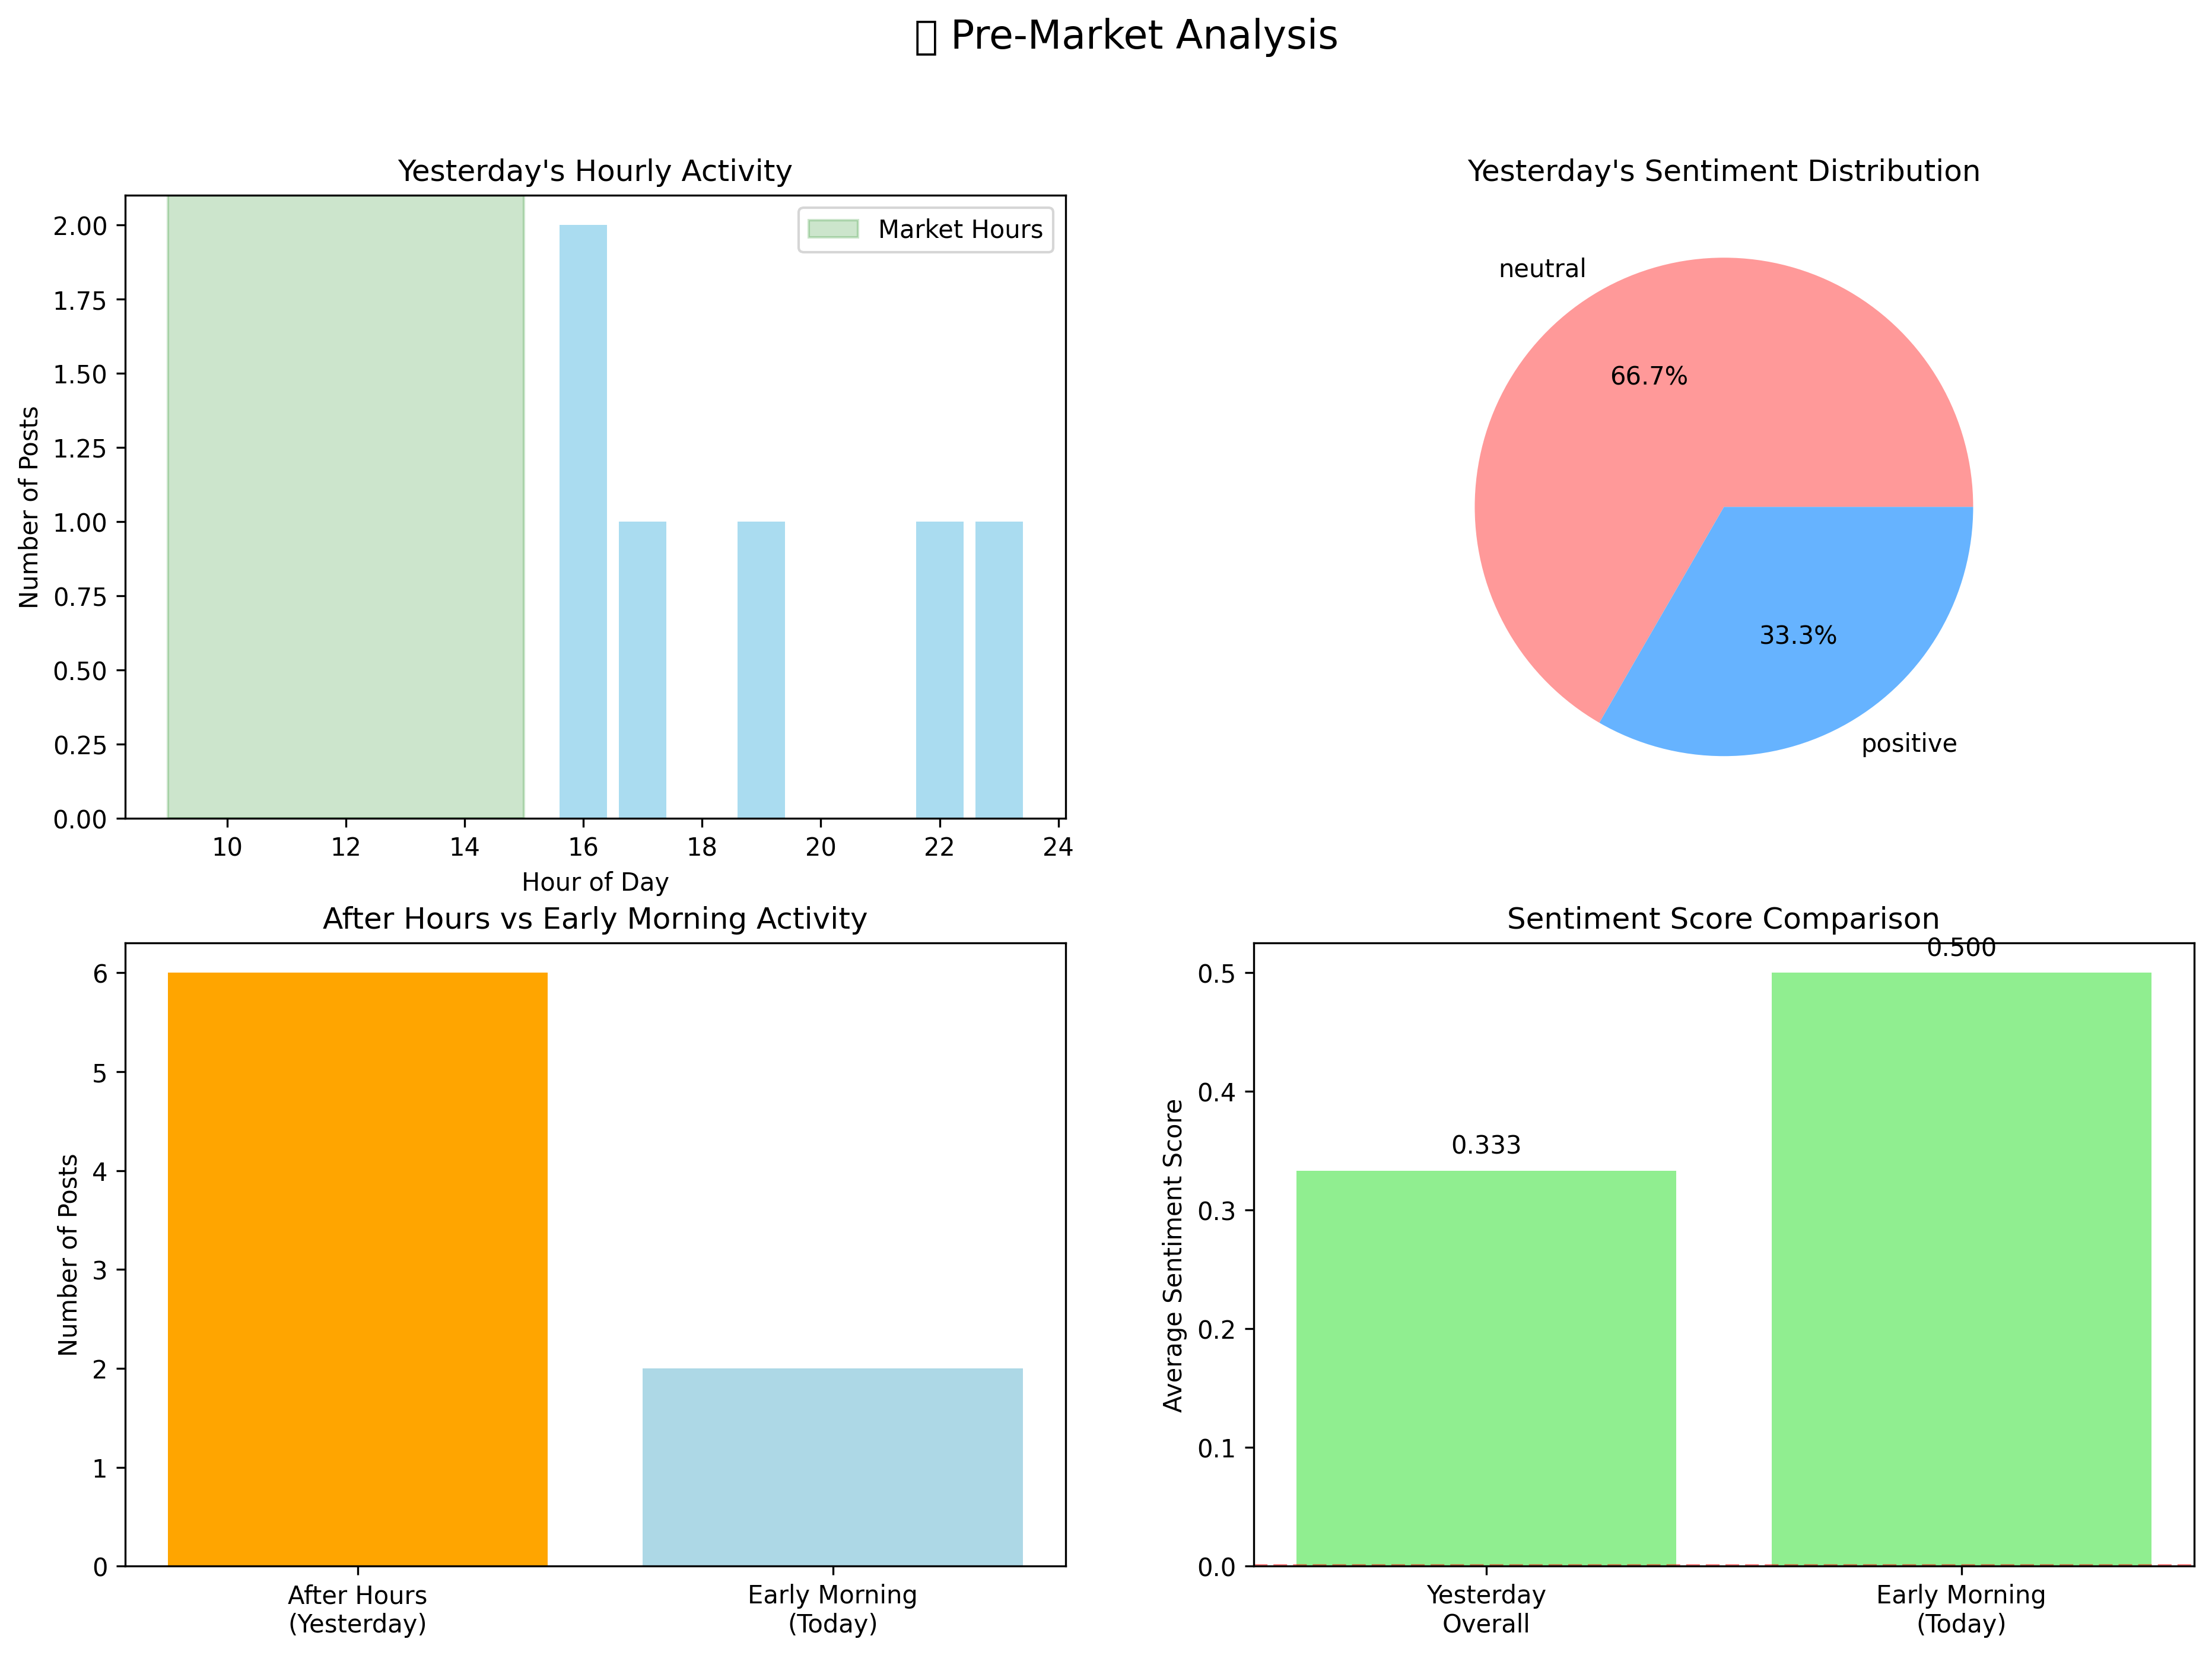 ▯ Pre-Market Analysis
Yesterday's Hourly Activity
Number of Posts
2.00
1.75
1.50
1.25
1.00
0.75
0.50
0.25
0.00
Market Hours
10 12 14 16 18 20 22 24
Hour of Day
Yesterday's Sentiment Distribution
neutral
66.7%
33.3%
positive
After Hours vs Early Morning Activity
Number of Posts
6
5
4
3
2
1
0
After Hours
(Yesterday)
Early Morning
(Today)
Sentiment Score Comparison
Average Sentiment Score
0.5
0.4
0.3
0.2
0.1
0.0
0.333
0.500
Yesterday
Overall
Early Morning
(Today)